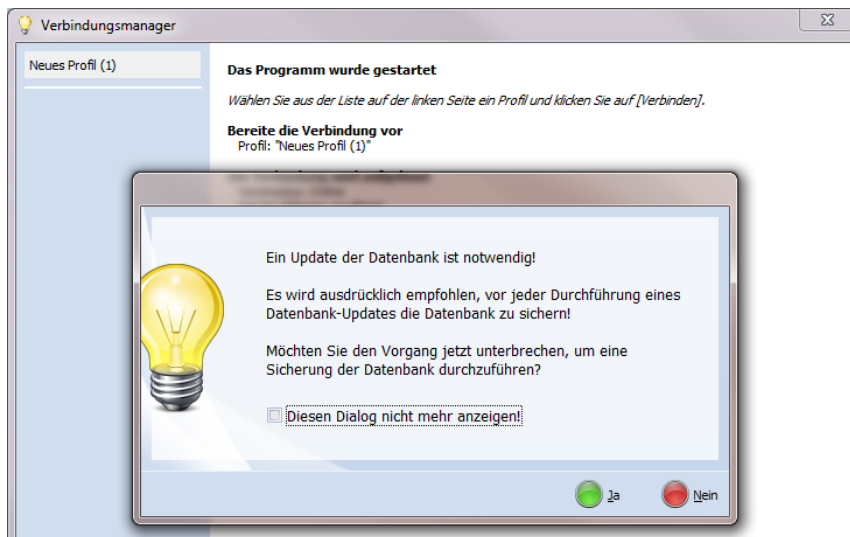 Verbindungsmanager
Neues Profil (1)
Das Programm wurde gestartet
Wählen Sie aus der Liste auf der linken Seite ein Profil und klicken Sie auf [Verbinden].
Bereite die Verbindung vor
Profil: "Neues Profil (1)"
Ein Update der Datenbank ist notwendig!
Es wird ausdrücklich empfohlen, vor jeder Durchführung eines
Datenbank-Updates die Datenbank zu sichern!
Möchten Sie den Vorgang jetzt unterbrechen, um eine
Sicherung der Datenbank durchzuführen?
Diesen Dialog nicht mehr anzeigen!
Ja
Nein